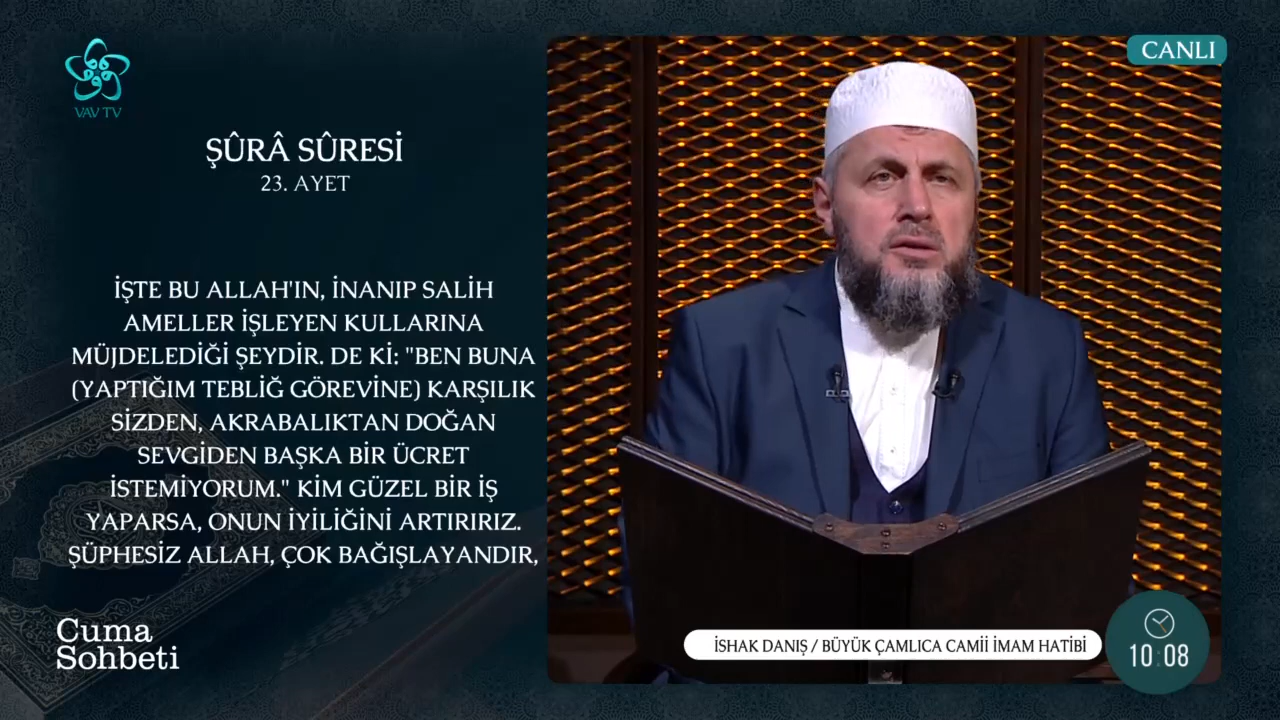 VAV TV
CANLI
ŞÛRÂ SÛRESİ
23. AYET
İŞTE BU ALLAH'IN, İNANIP SALİH
AMELLER İŞLEYEN KULLARINA
MÜJDELEDİĞİ ŞEYDİR. DE Kİ: "BEN BUNA
(YAPTIĞIM TEBLİĞ GÖREVİNE) KARŞILIK
SİZDEN, AKRABALIKTAN DOĞAN
SEVGİDEN BAŞKA BİR ÜCRET
İSTEMİYORUM." KİM GÜZEL BİR İŞ
YAPARSA, ONUN İYİLİĞİNİ ARTIRIRIZ.
ŞÜPHESİZ ALLAH, ÇOK BAĞIŞLAYANDIR,
Cuma
Sohbeti
İSHAK DANIŞ / BÜYÜK ÇAMLICA CAMİİ İMAM HATİBİ
10:08